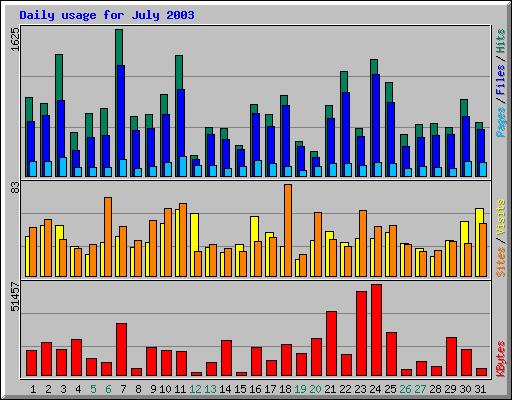 Daily usage for July 2003
1625
Pages / Files / Hits
83
Sites / Visits
51457
KBytes
1 2 3 4 5 6 7 8 9 10 11 12 13 14 15 16 17 18 19 20 21 22 23 24 25 26 27 28 29 30 31